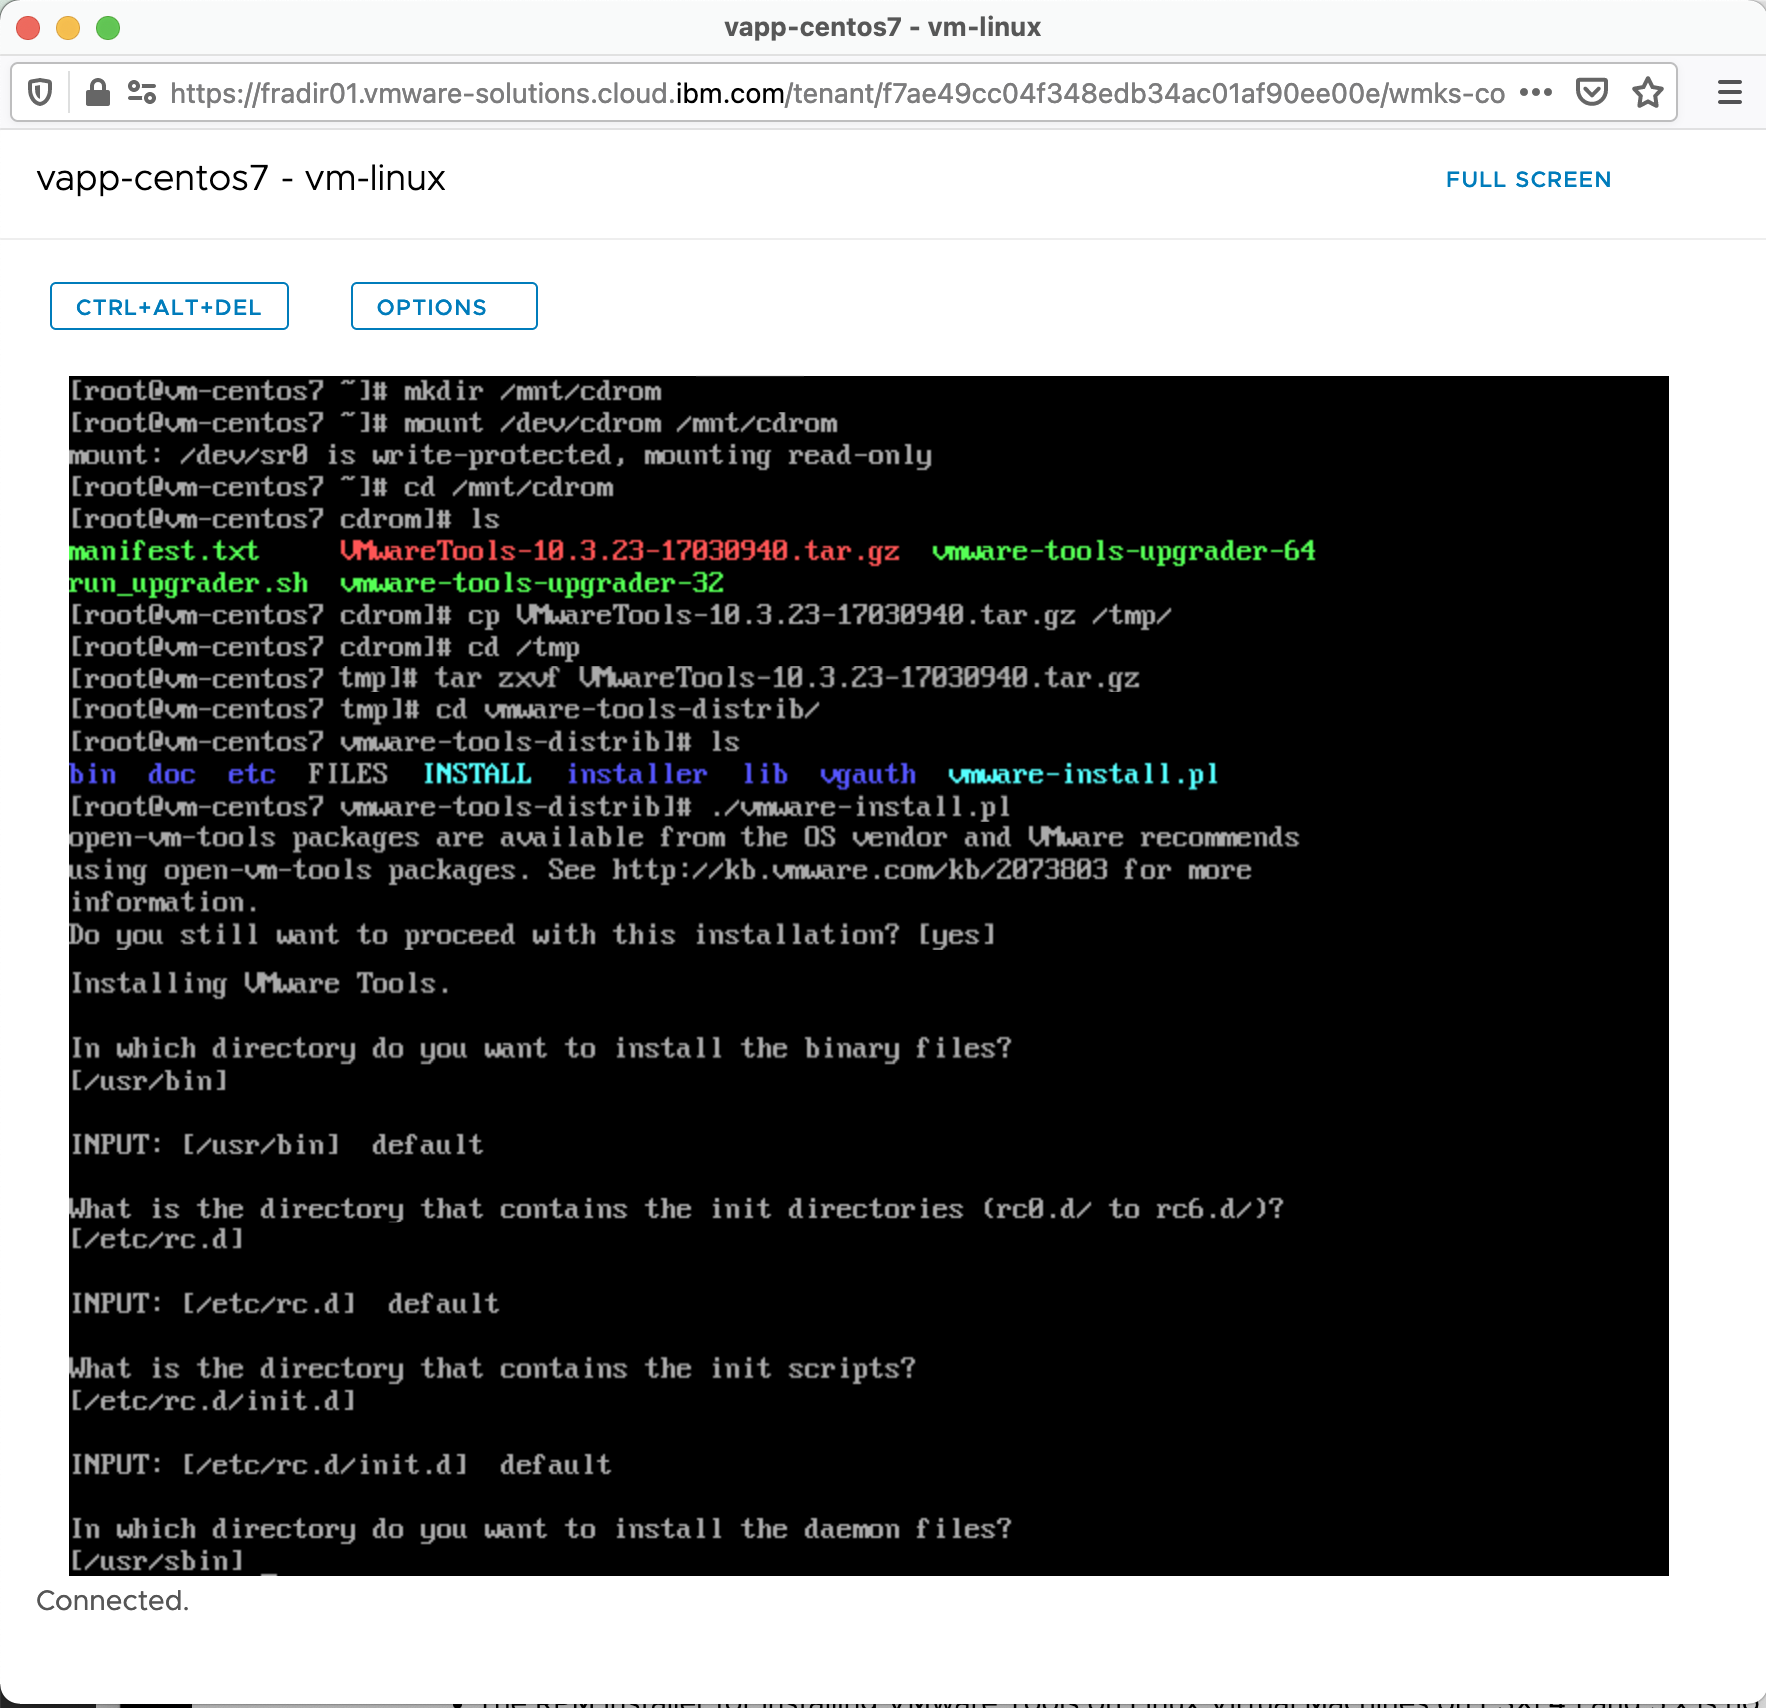 vapp-centos7 - vm-linux
https://fradir01.vmware-solutions.cloud.ibm.com/tenant/f7ae49cc04f348edb34ac01af90ee00e/wmks-co
vapp-centos7 - vm-linux
FULL SCREEN
CTRL+ALT+DEL OPTIONS
[root@vm-centos7 ~]# mkdir /mnt/cdrom
[root@vm-centos7 ~]# mount /dev/cdrom /mnt/cdrom
mount: /dev/sr0 is write-protected, mounting read-only
[root@vm-centos7 ~]# cd /mnt/cdrom
[root@vm-centos7 cdrom]# ls
manifest.txt VMwareTools-10.3.23-17030940.tar.gz vmware-tools-upgrader-64
run_upgrader.sh vmware-tools-upgrader-32
[root@vm-centos7 cdrom]# cp VMwareTools-10.3.23-17030940.tar.gz /tmp/
[root@vm-centos7 cdrom]# cd /tmp
[root@vm-centos7 tmp]# tar zxvf VMwareTools-10.3.23-17030940.tar.gz
[root@vm-centos7 tmp]# cd vmware-tools-distrib/
[root@vm-centos7 vmware-tools-distrib]# ls
bin doc etc FILES INSTALL installer lib vgauth vmware-install.pl
[root@vm-centos7 vmware-tools-distrib]# ./vmware-install.pl
open-vm-tools packages are available from the OS vendor and VMware recommends
using open-vm-tools packages. See http://kb.vmware.com/kb/2073803 for more
information.
Do you still want to proceed with this installation? [yes]
Installing VMware Tools.
In which directory do you want to install the binary files?
[/usr/bin]
INPUT: [/usr/bin] default
What is the directory that contains the init directories (rc0.d/ to rc6.d/)?
[/etc/rc.d]
INPUT: [/etc/rc.d] default
What is the directory that contains the init scripts?
[/etc/rc.d/init.d]
INPUT: [/etc/rc.d/init.d] default
In which directory do you want to install the daemon files?
[/usr/sbin] _
Connected.